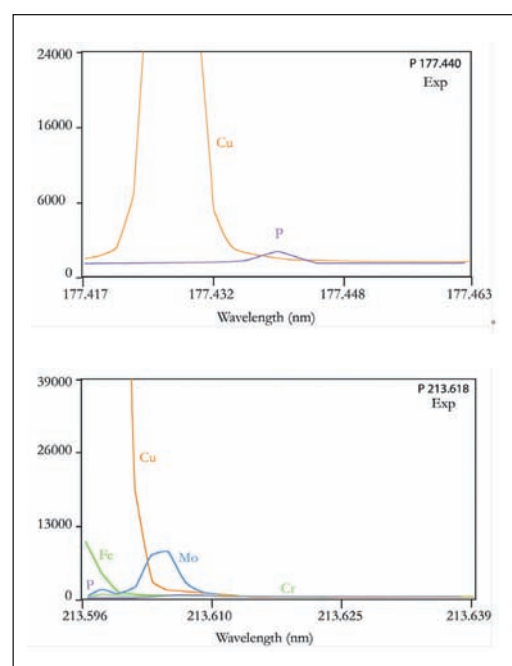 24000
P 177.440
Exp
16000
Cu
6000
P
0
177.417 177.432 177.448 177.463
Wavelength (nm)
39000
P 213.618
Exp
26000
Cu
13000
Fe
Mo
P
Cr
0
213.596 213.610 213.625 213.639
Wavelength (nm)